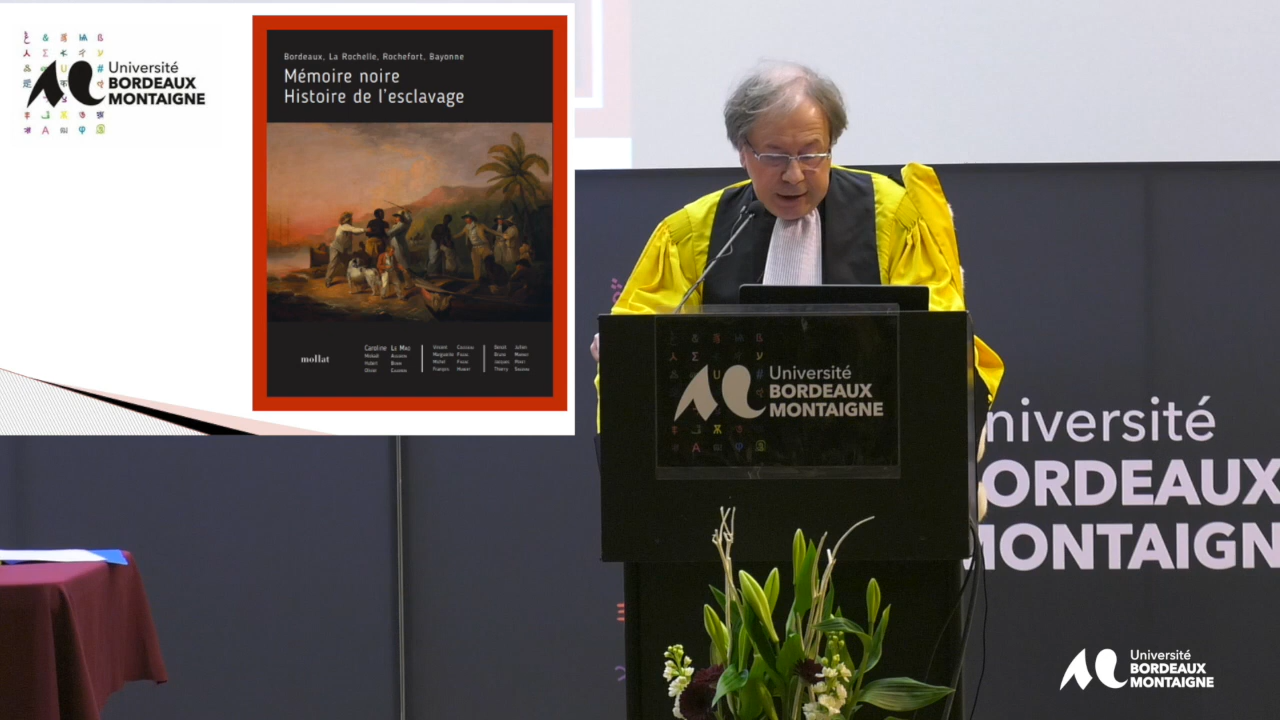 Université
BORDEAUX
MONTAIGNE
Bordeaux, La Rochelle, Rochefort, Bayonne
Mémoire noire
Histoire de l'esclavage
mollat
Caroline Le Mao
Université
BORDEAUX
MONTAIGNE
niversité
ORDEAUX
MONTAIGN
Université
BORDEAUX
MONTAIGNE